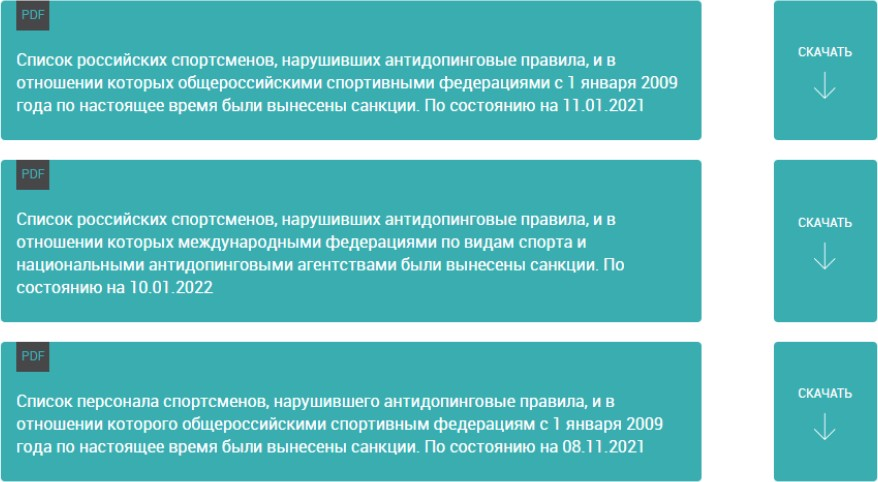 PDF
Список российских спортсменов, нарушивших антидопинговые правила, и в
отношении которых общероссийскими спортивными федерациями с 1 января 2009
года по настоящее время были вынесены санкции. По состоянию на 11.01.2021
СКАЧАТЬ
PDF
Список российских спортсменов, нарушивших антидопинговые правила, и в
отношении которых международными федерациями по видам спорта и
национальными антидопинговыми агентствами были вынесены санкции. По
состоянию на 10.01.2022
СКАЧАТЬ
PDF
Список персонала спортсменов, нарушившего антидопинговые правила, и в
отношении которого общероссийскими спортивным федерациям с 1 января 2009
года по настоящее время были вынесены санкции. По состоянию на 08.11.2021
СКАЧАТЬ